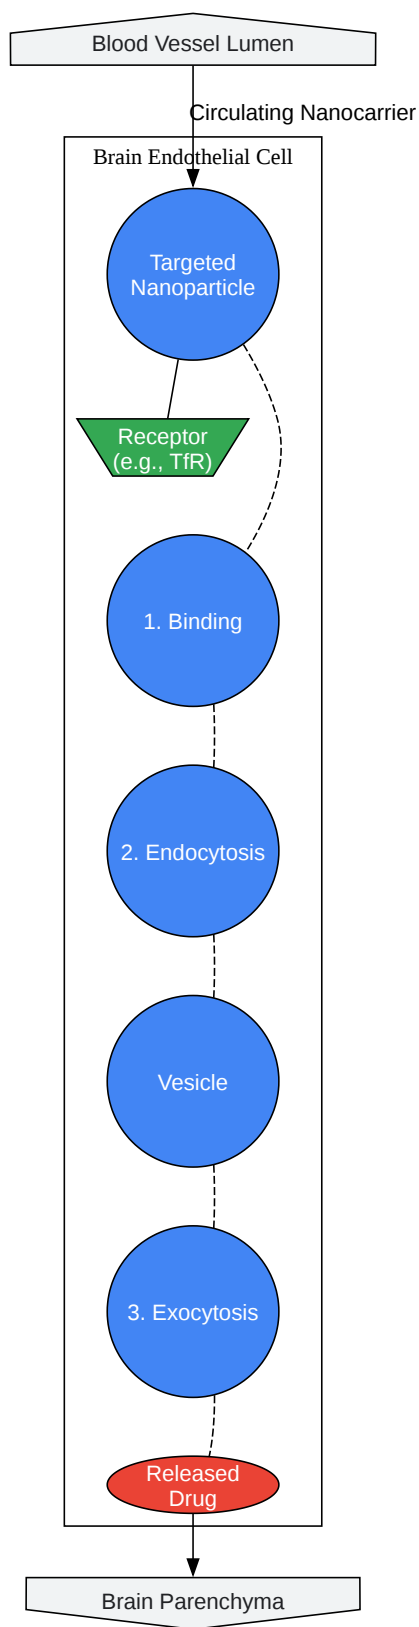 Blood Vessel Lumen
Circulating Nanocarrier
Brain Endothelial Cell
Targeted
Nanoparticle
Receptor
(e.g., TfR)
1. Binding
2. Endocytosis
Vesicle
3. Exocytosis
Released
Drug
Brain Parenchyma